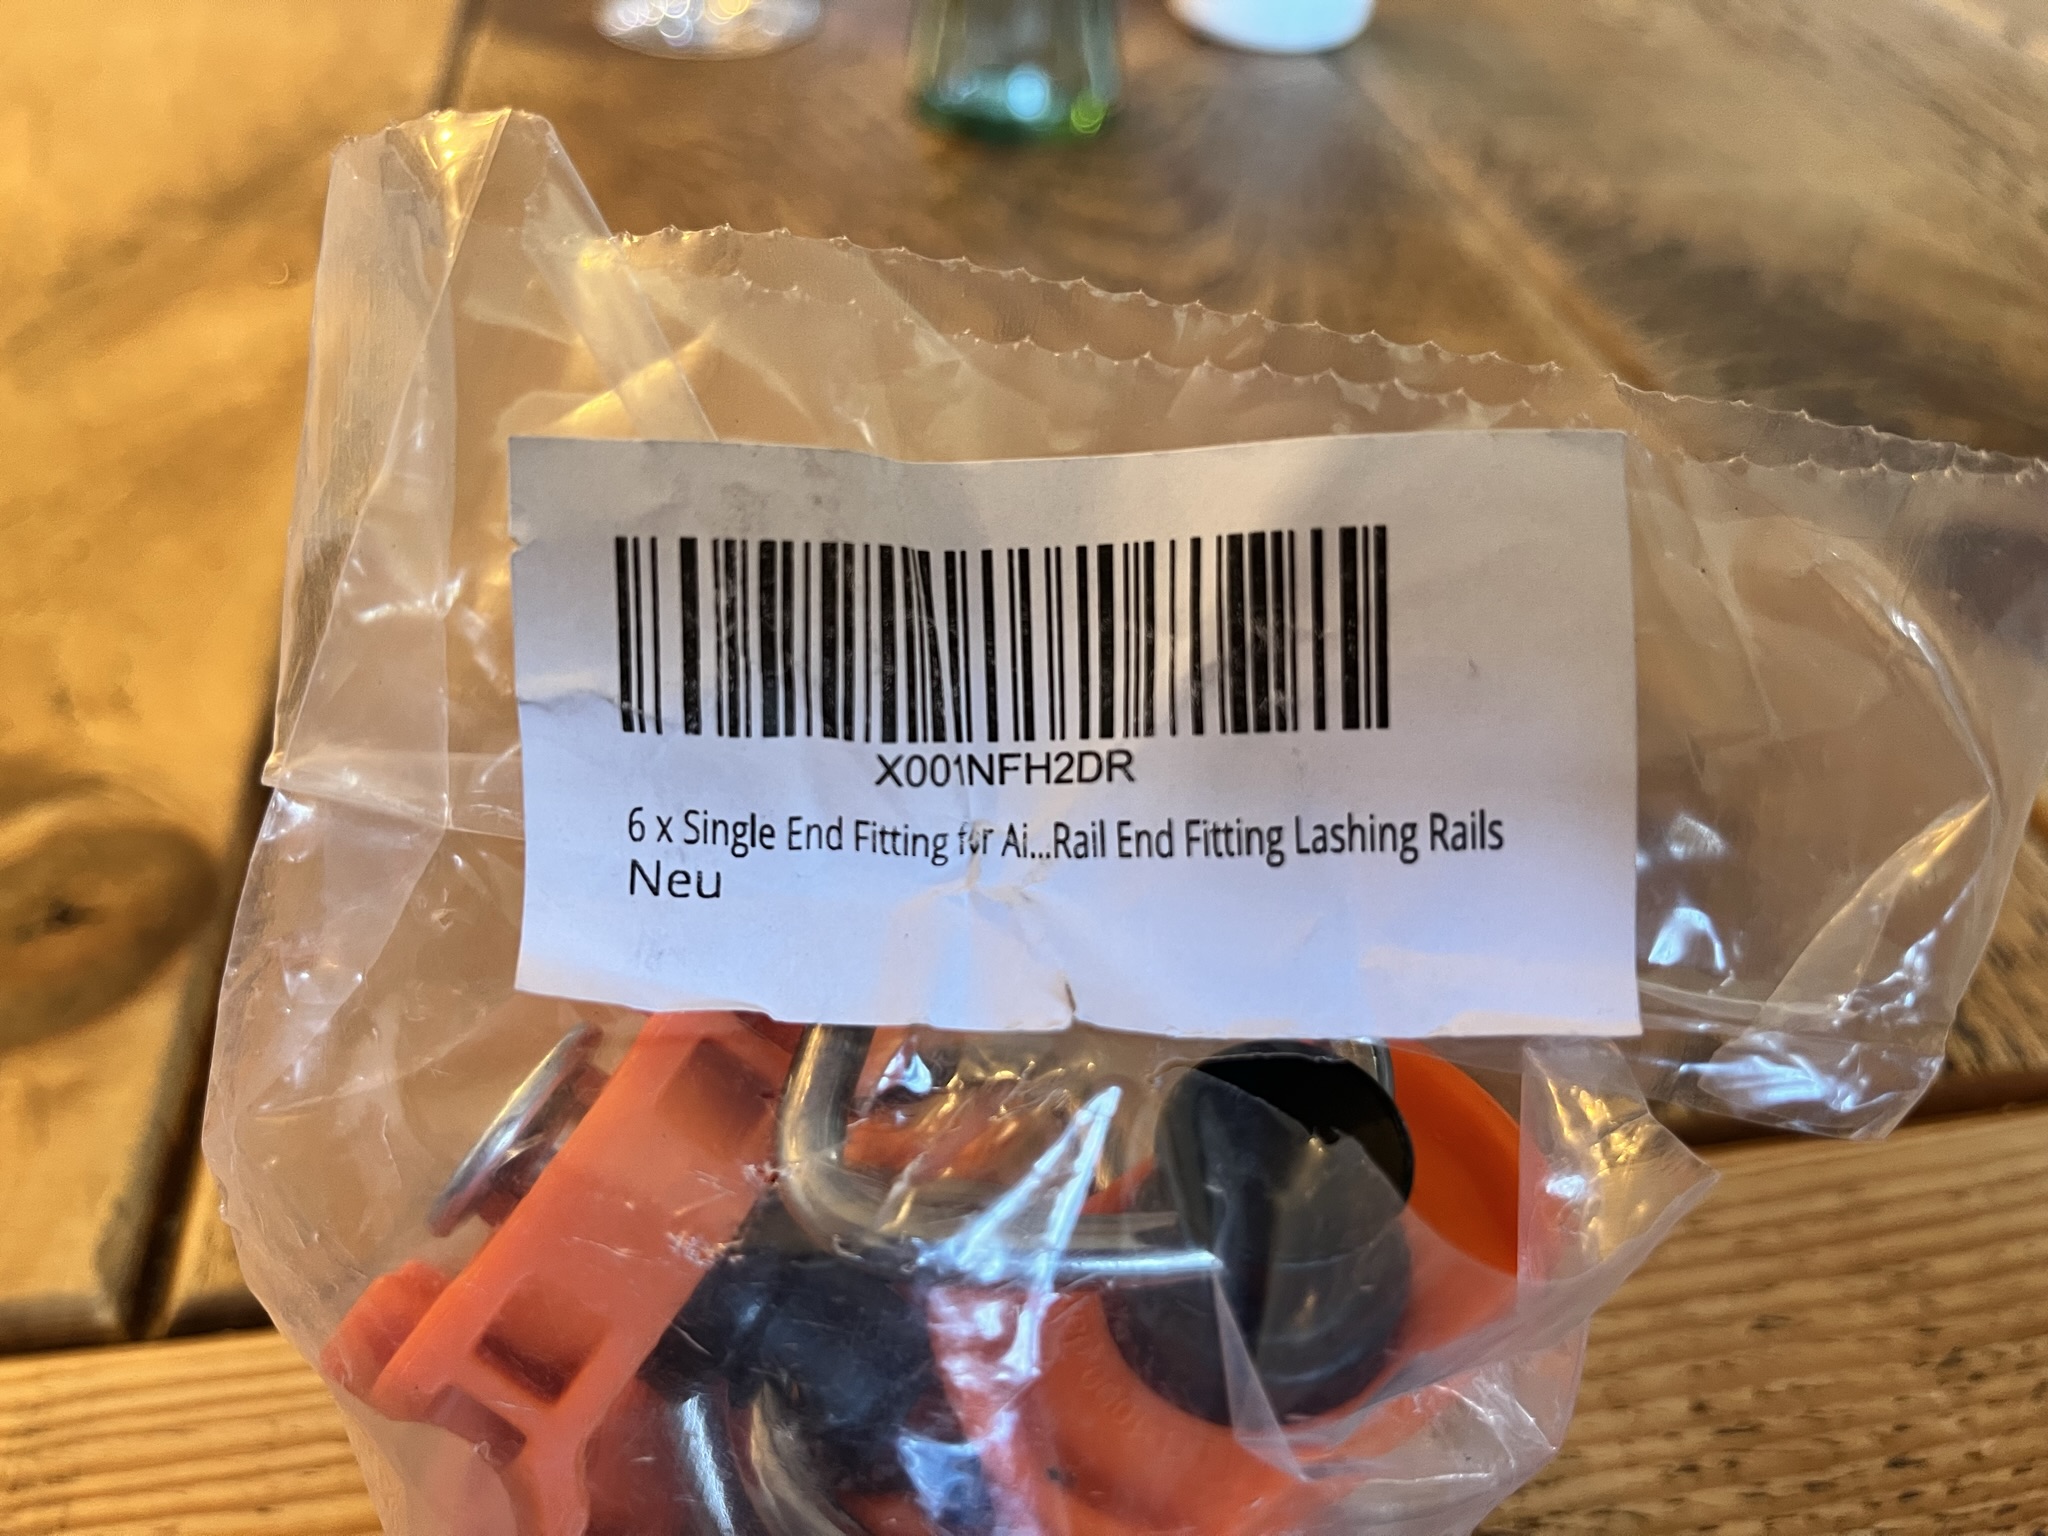 X001NFH2DR
6 x Single End Fitting for Ai...Rail End Fitting Lashing Rails
Neu